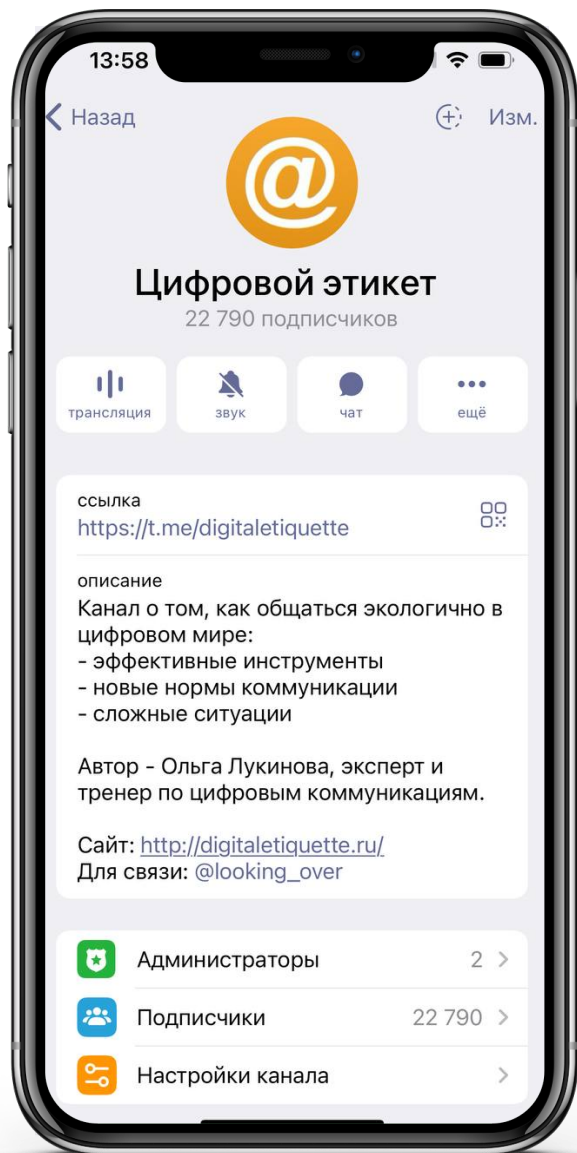 13:58
Назад
Изм.
@
Цифровой этикет
22 790 подписчиков
трансляция
звук
чат
ещё
ссылка
https://t.me/digitaletiquette
описание
Канал о том, как общаться экологично в
цифровом мире:
- эффективные инструменты
- новые нормы коммуникации
- сложные ситуации
Автор - Ольга Лукинова, эксперт и
тренер по цифровым коммуникациям.
Сайт: http://digitaletiquette.ru/
Для связи: @looking_over
Администраторы 2
Подписчики 22 790
Настройки канала